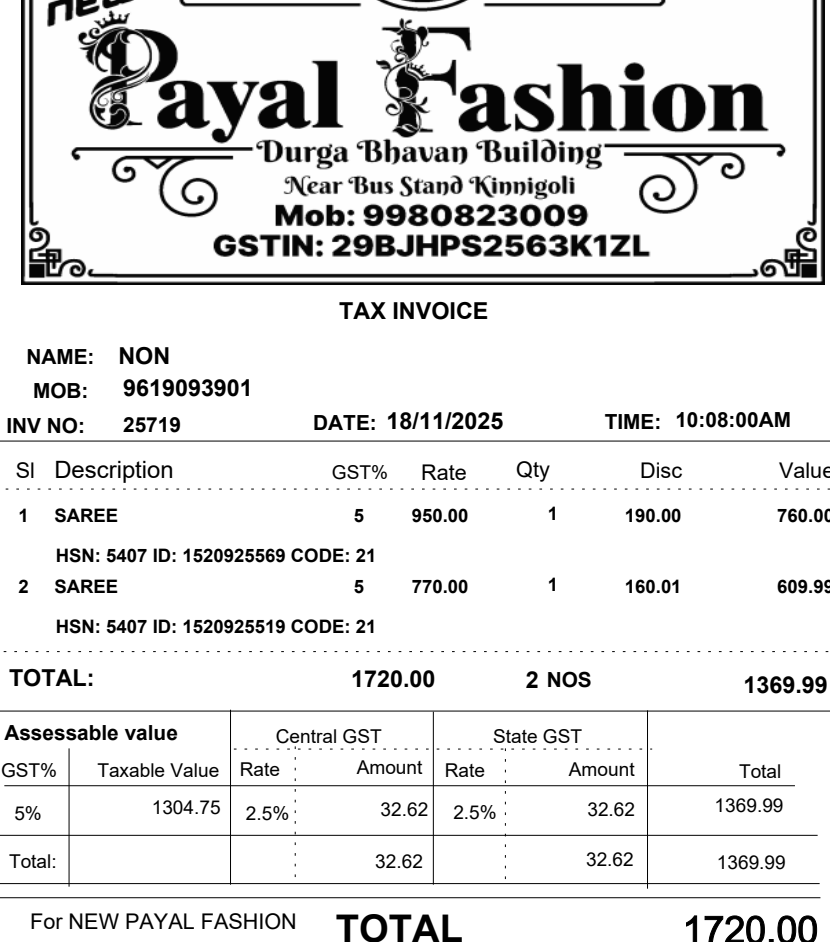 new
Payal Fashion
Durga Bhavan Building
Near Bus Stand Kinnigoli
Mob: 9980823009
GSTIN: 29BJHPS2563K1ZL
TAX INVOICE
NAME: NON
MOB: 9619093901
INV NO: 25719 DATE: 18/11/2025 TIME: 10:08:00AM
Sl Description GST% Rate Qty Disc Value
1 SAREE 5 950.00 1 190.00 760.00
HSN: 5407 ID: 1520925569 CODE: 21
2 SAREE 5 770.00 1 160.01 609.99
HSN: 5407 ID: 1520925519 CODE: 21
TOTAL: 1720.00 2 NOS 1369.99
Assessable value Central GST State GST
GST% Taxable Value Rate Amount Rate Amount Total
5% 1304.75 2.5% 32.62 2.5% 32.62 1369.99
Total: 32.62 32.62 1369.99
For NEW PAYAL FASHION TOTAL 1720.00